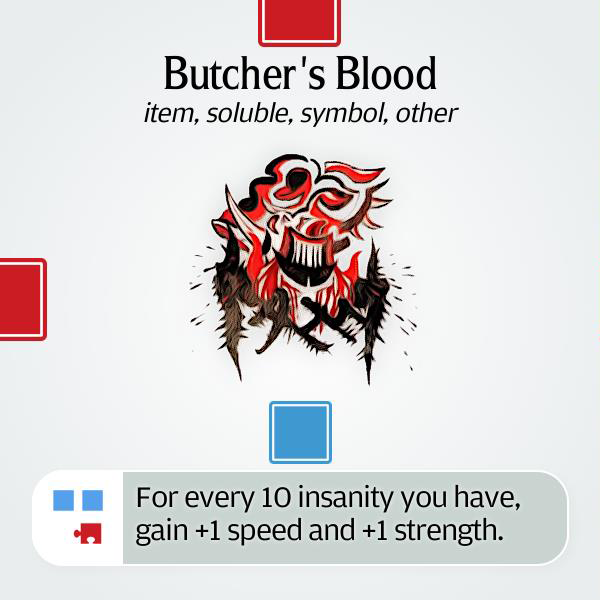 Butcher's Blood
item, soluble, symbol, other
For every 10 insanity you have,
gain +1 speed and +1 strength.